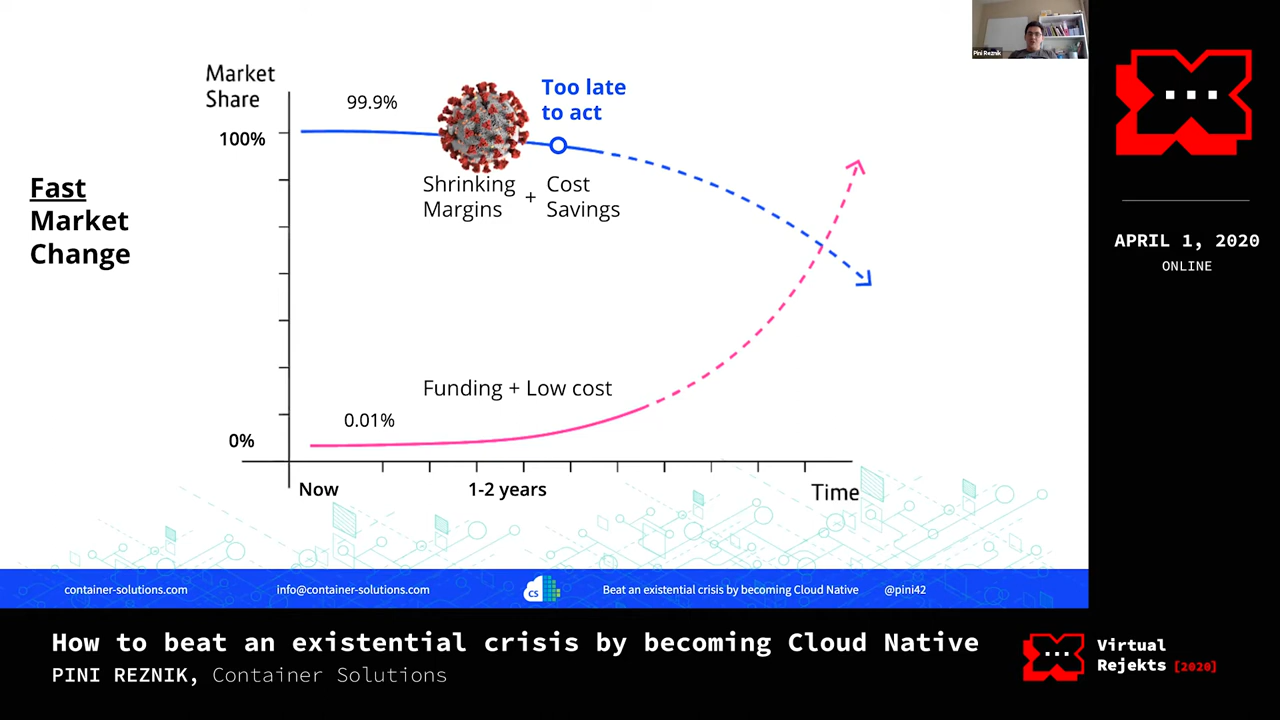 Pini Reznik
Market
Share
99.9%
Too late
to act
100%
Fast
Market
Change
Shrinking
Margins
+
Cost
Savings
Funding + Low cost
0.01%
0%
Now
1-2 years
Time
container-solutions.com
info@container-solutions.com
CS
Beat an existential crisis by becoming Cloud Native
@pini42
APRIL 1, 2020
ONLINE
How to beat an existential crisis by becoming Cloud Native
PINI REZNIK, Container Solutions
Virtual
Rejekts [2020]